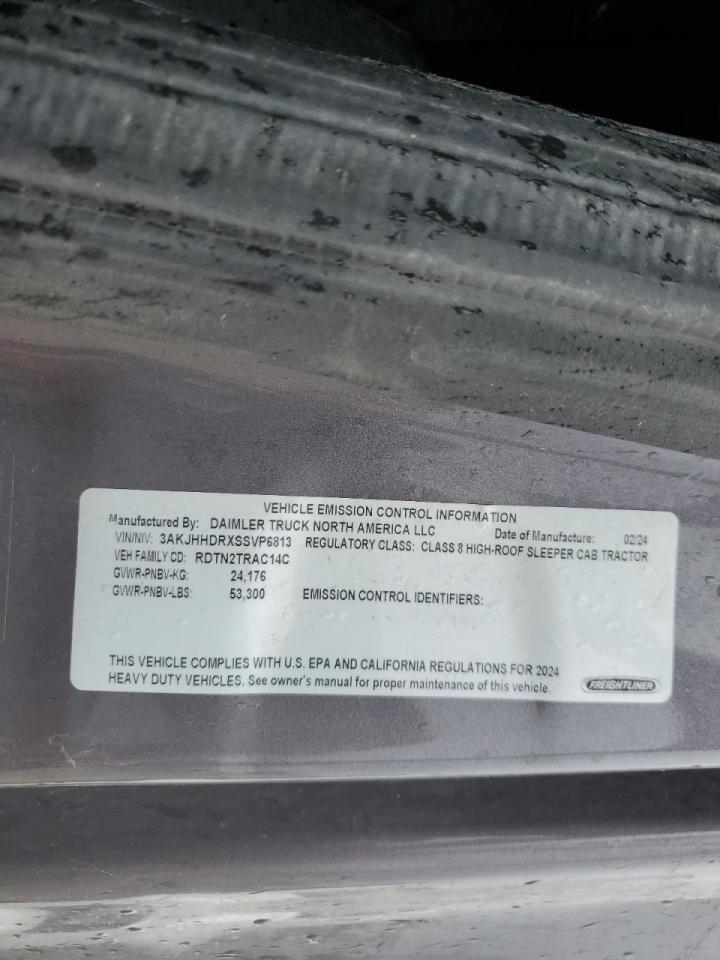 VEHICLE EMISSION CONTROL INFORMATION
Manufactured By: DAIMLER TRUCK NORTH AMERICA LLC Date of Manufacture: 02/24
VIN/NIV: 3AKJHHDRXSSVP6813 REGULATORY CLASS: CLASS 8 HIGH-ROOF SLEEPER CAB TRACTOR
VEH FAMILY CD: RDTN2TRAC14C
GVWR-PNBV-KG: 24,176
GVWR-PNBV-LBS: 53,300 EMISSION CONTROL IDENTIFIERS:
THIS VEHICLE COMPLIES WITH U.S. EPA AND CALIFORNIA REGULATIONS FOR 2024
HEAVY DUTY VEHICLES. See owner's manual for proper maintenance of this vehicle.
FREIGHTLINER